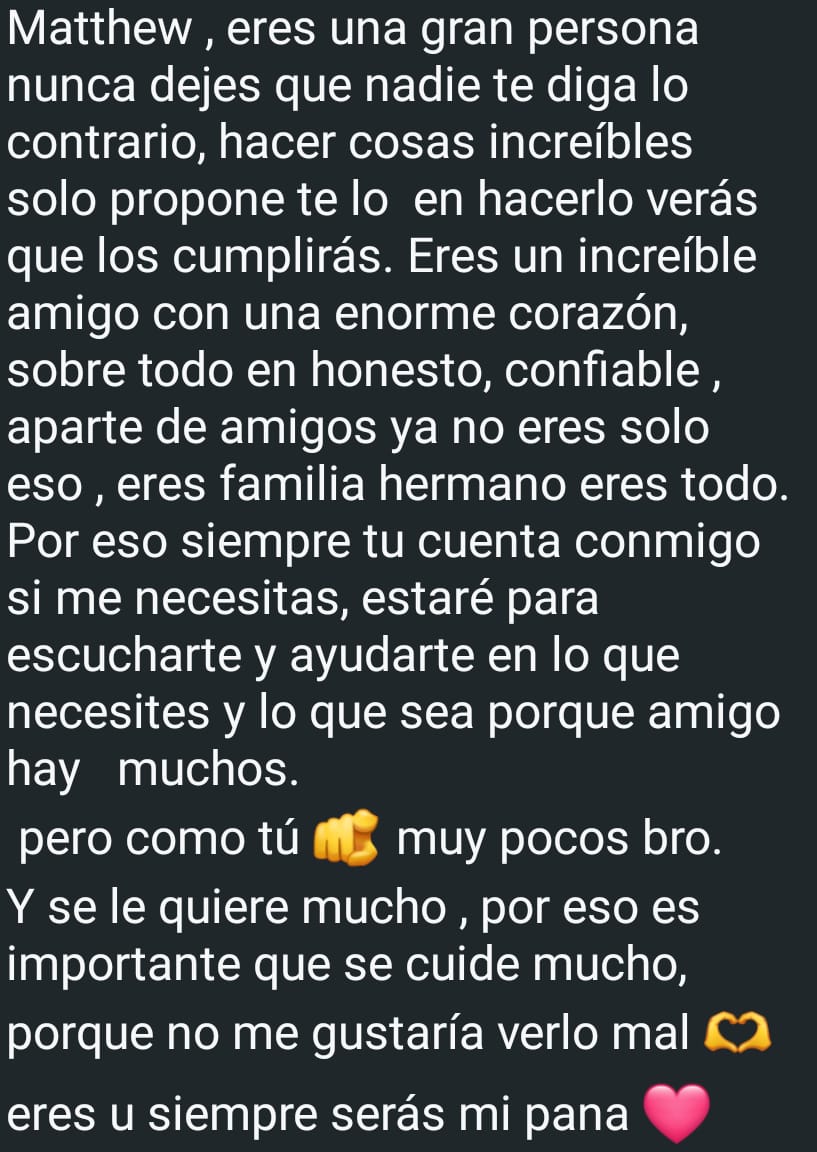 Matthew , eres una gran persona
nunca dejes que nadie te diga lo
contrario, hacer cosas increíbles
solo propone te lo  en hacerlo verás
que los cumplirás. Eres un increíble
amigo con una enorme corazón,
sobre todo en honesto, confiable ,
aparte de amigos ya no eres solo
eso , eres familia hermano eres todo.
Por eso siempre tu cuenta conmigo
si me necesitas, estaré para
escucharte y ayudarte en lo que
necesites y lo que sea porque amigo
hay   muchos.
pero como tú 🫵 muy pocos bro.
Y se le quiere mucho , por eso es
importante que se cuide mucho,
porque no me gustaría verlo mal 🫶
eres u siempre serás mi pana 🩷